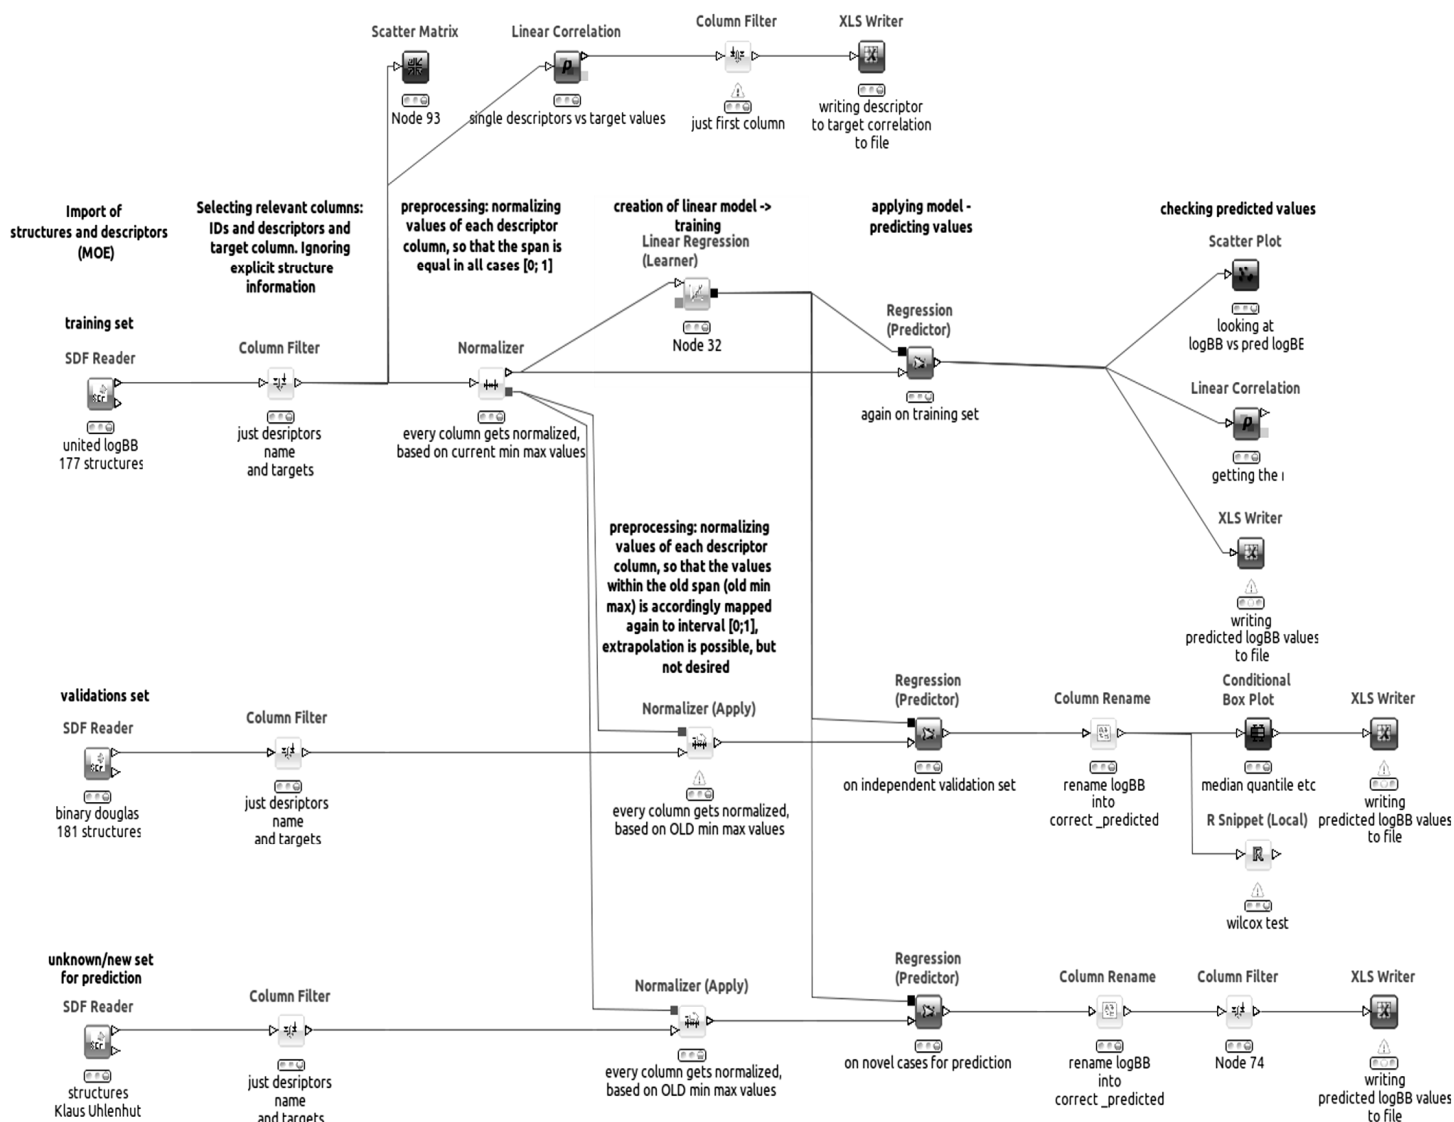 Scatter Matrix
Node 93
Linear Correlation
single descriptors vs target values
Column Filter
just first column
XLS Writer
writing descriptor
to target correlation
to file
Import of
structures and descriptors
(MOE)
Selecting relevant columns:
IDs and descriptors and
target column. Ignoring
explicit structure
information
preprocessing: normalizing
values of each descriptor
column, so that the span is
equal in all cases [0; 1]
creation of linear model ->
training
applying model -
predicting values
checking predicted values
training set
SDF Reader
united logBB
177 structures
Column Filter
just desriptors
name
and targets
Normalizer
every column gets normalized,
based on current min max values
Linear Regression
(Learner)
Node 32
Regression
(Predictor)
again on training set
Scatter Plot
looking at
logBB vs pred logBE
Linear Correlation
getting the
XLS Writer
writing
predicted logBB values
to file
preprocessing: normalizing
values of each descriptor
column, so that the values
within the old span (old min
max) is accordingly mapped
again to interval [0;1],
extrapolation is possible, but
not desired
validations set
SDF Reader
binary douglas
181 structures
Column Filter
just desriptors
name
and targets
Normalizer (Apply)
every column gets normalized,
based on OLD min max values
Regression
(Predictor)
on independent validation set
Column Rename
rename logBB
into
correct _predicted
Conditional
Box Plot
median quantile etc
XLS Writer
writing
predicted logBB values
to file
R Snippet (Local)
R
wilcox test
unknown/new set
for prediction
SDF Reader
structures
Klaus Uhlenhut
Column Filter
just desriptors
name
and targets
Normalizer (Apply)
every column gets normalized,
based on OLD min max values
Regression
(Predictor)
on novel cases for prediction
Column Rename
rename logBB
into
correct _predicted
Column Filter
Node 74
XLS Writer
writing
predicted logBB values
to file